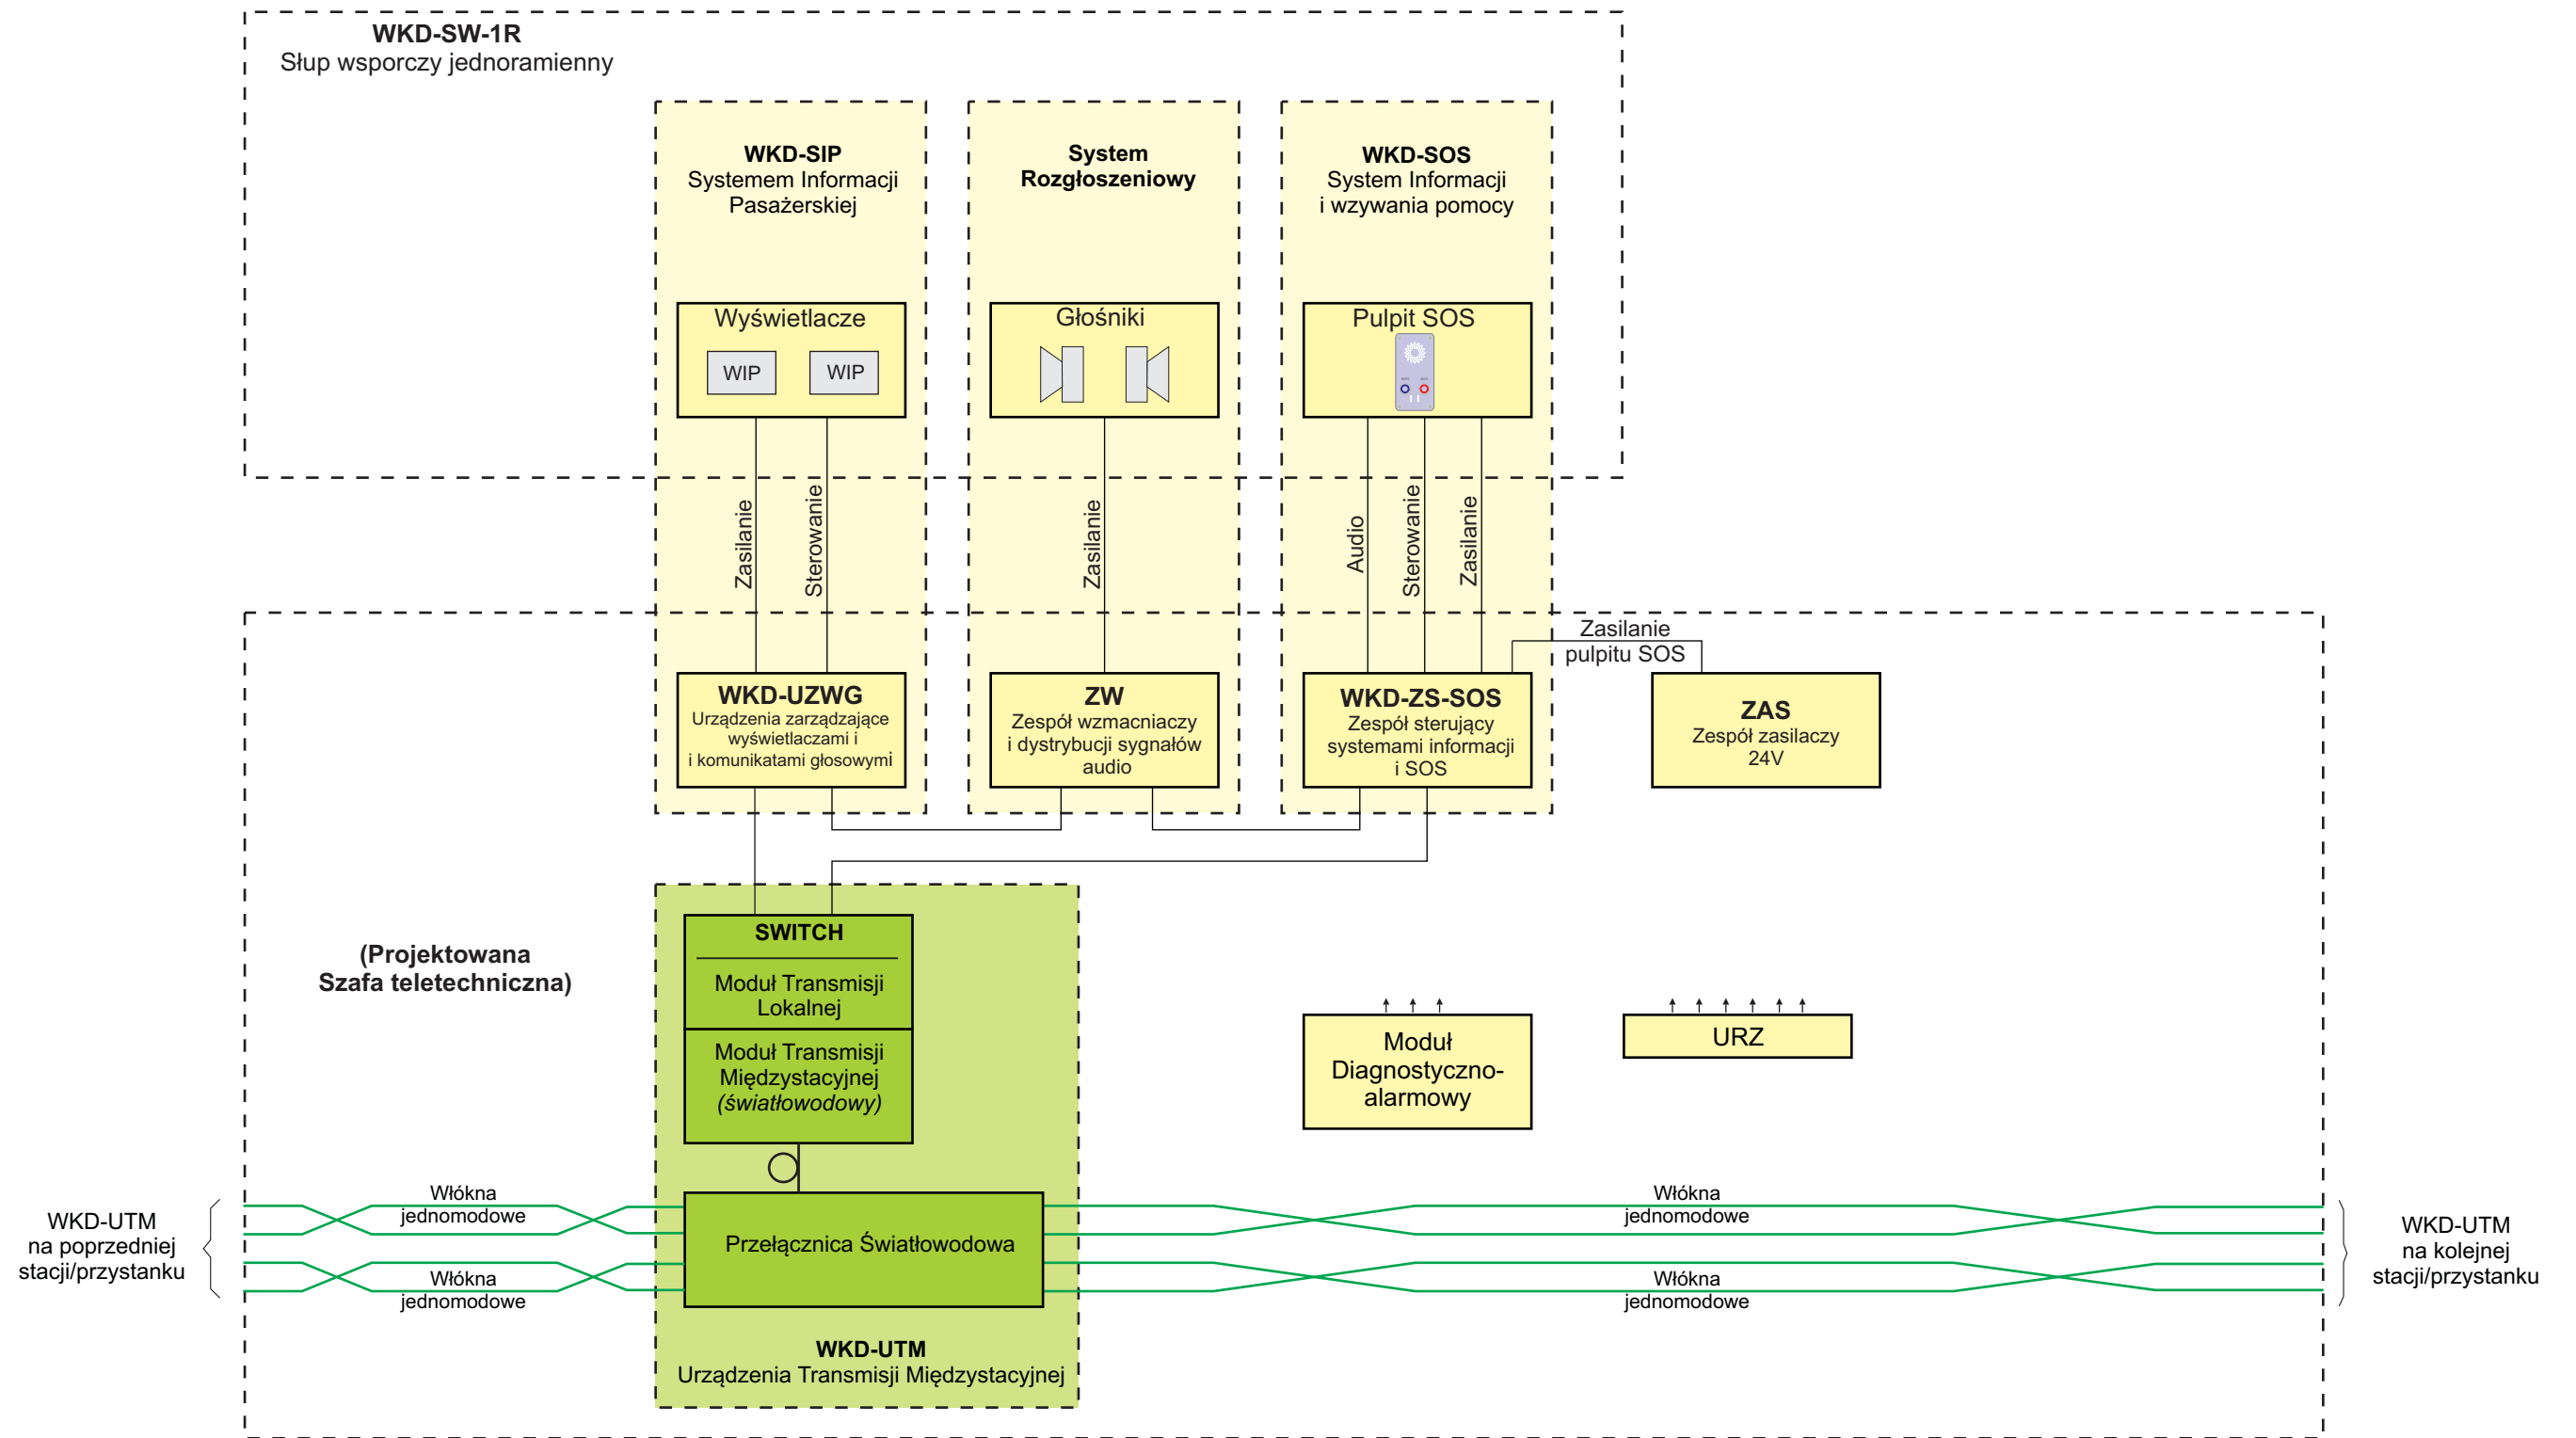 WKD-SW-1R
Słup wsporczy jednoramienny
WKD-SIP
Systemem Informacji
Pasażerskiej
System
Rozgłoszeniowy
WKD-SOS
System Informacji
i wzywania pomocy
Wyświetlacze
WIP
WIP
Głośniki
Pulpit SOS
Zasilanie
Sterowanie
Zasilanie
Audio
Sterowanie
Zasilanie
Zasilanie
pulpitu SOS
WKD-UZWG
Urządzenia zarządzające
wyświetlaczami i
i komunikatami głosowymi
ZW
Zespół wzmacniaczy
i dystrybucji sygnałów
audio
WKD-ZS-SOS
Zespół sterujący
systemami informacji
i SOS
ZAS
Zespół zasilaczy
24V
(Projektowana
Szafa teletechniczna)
SWITCH
Moduł Transmisji
Lokalnej
Moduł Transmisji
Międzystacyjnej
(światłowodowy)
Moduł
Diagnostyczno-
alarmowy
URZ
WKD-UTM
na poprzedniej
stacji/przystanku
Włókna
jednomodowe
Włókna
jednomodowe
Przełącznica Światłowodowa
Włókna
jednomodowe
Włókna
jednomodowe
WKD-UTM
na kolejnej
stacji/przystanku
WKD-UTM
Urządzenia Transmisji Międzystacyjnej